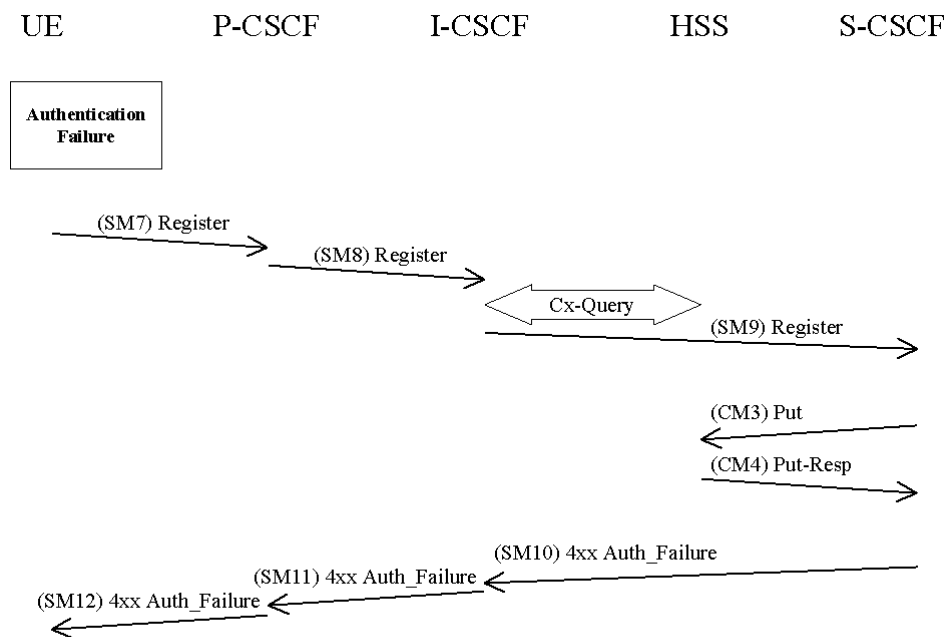 UE P-CSCF I-CSCF HSS S-CSCF
Authentication
Failure
(SM7) Register
(SM8) Register
Cx-Query
(SM9) Register
(CM3) Put
(CM4) Put-Resp
(SM10) 4xx Auth_Failure
(SM11) 4xx Auth_Failure
(SM12) 4xx Auth_Failure